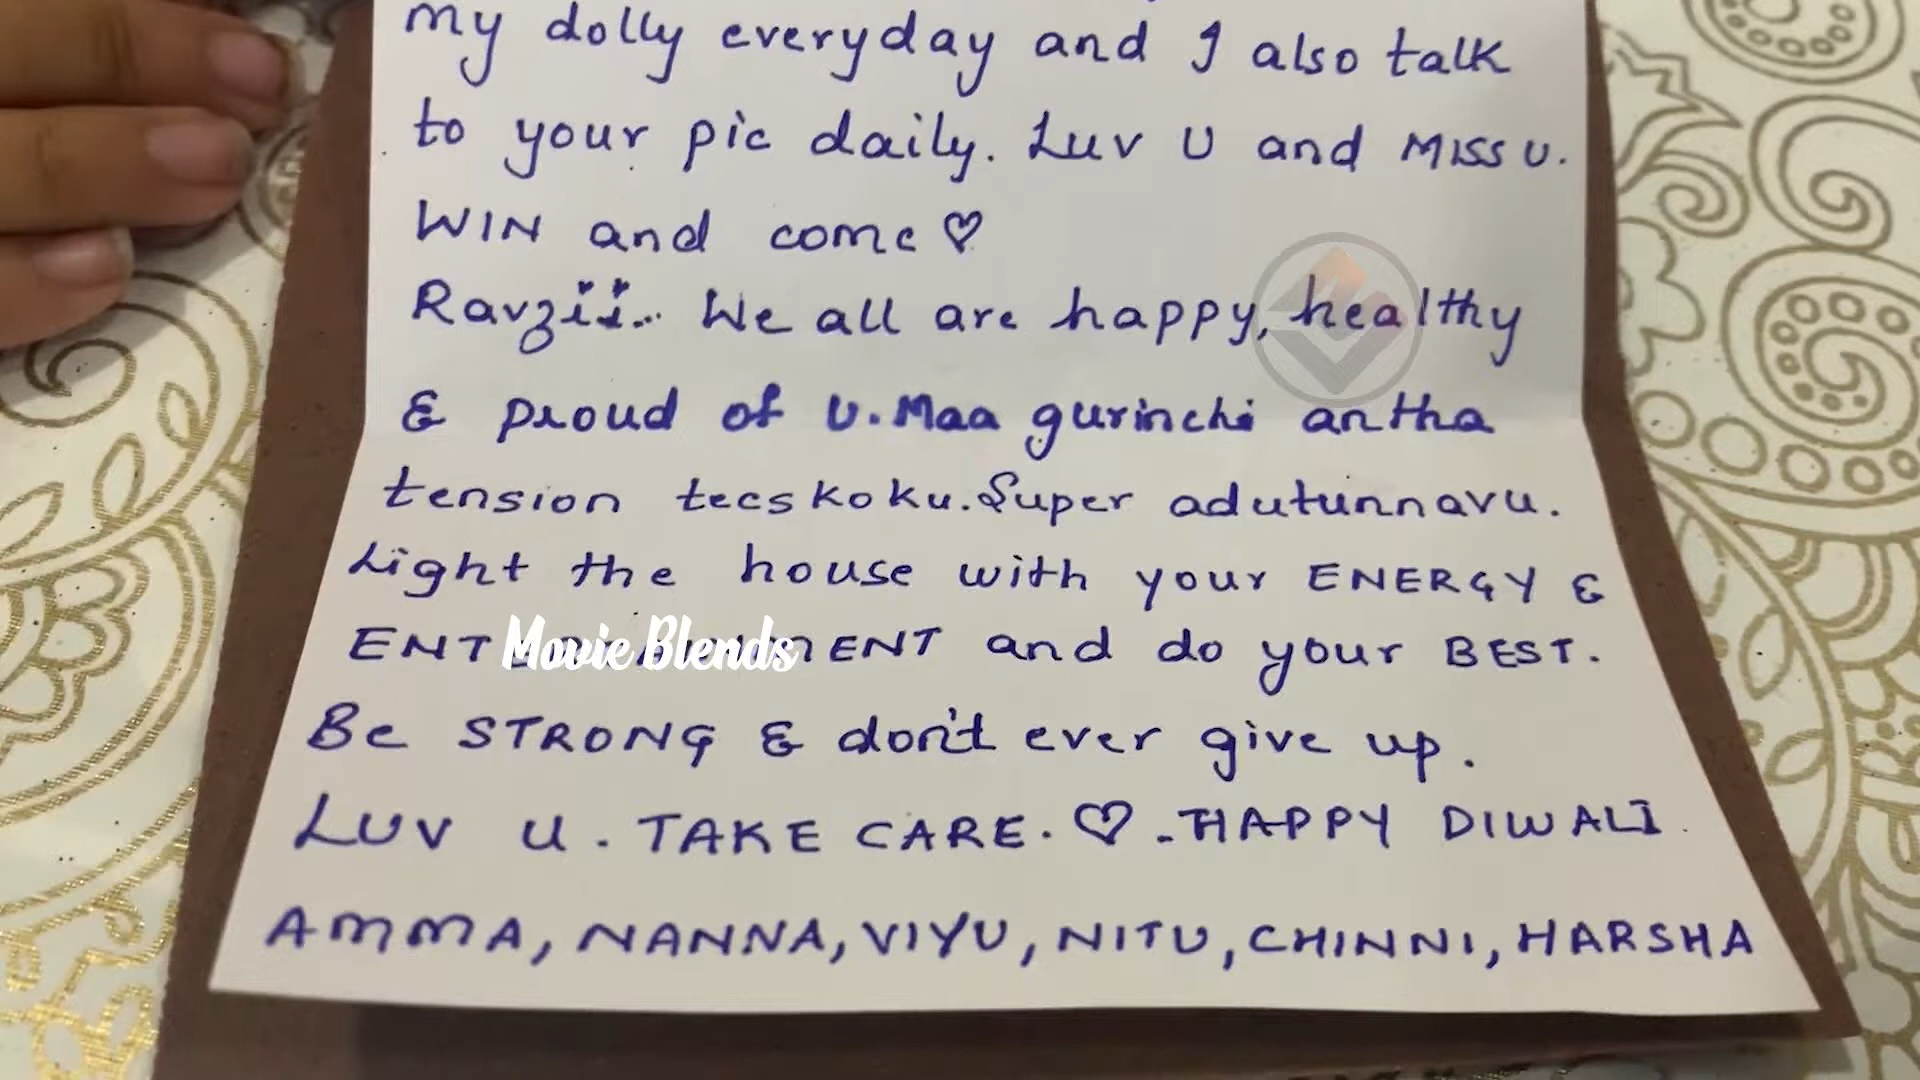 my dolly everyday and I also talk
to your pic daily. Luv U and MISS U.
WIN and come ♡
Ravzii... We all are happy, healthy
& proud of U. Maa gurinchi antha
tension teeskoku. Super adutunnavu.
Light the house with your ENERGY &
Movie Blends
and do your BEST.
Be STRONG & don't ever give up.
LUV U. TAKE CARE. ♡ - HAPPY DIWALI
AMMA, NANNA, VIYU, NITU, CHINNI, HARSHA